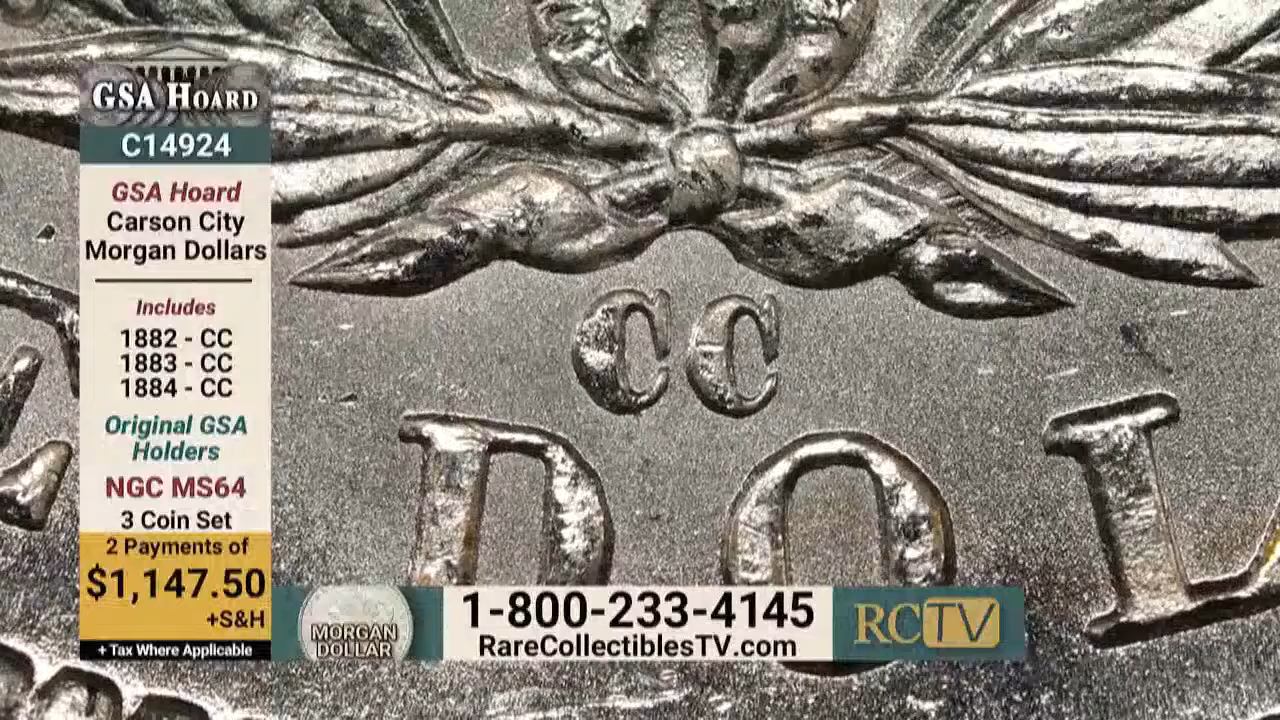 GSA HOARD
C14924
GSA Hoard
Carson City
Morgan Dollars
Includes
1882 - CC
1883 - CC
1884 - CC
Original GSA
Holders
NGC MS64
3 Coin Set
2 Payments of
$1,147.50
+S&H
+ Tax Where Applicable
CC
DOL
MORGAN
DOLLAR
1-800-233-4145
RareCollectiblesTV.com
RCTV